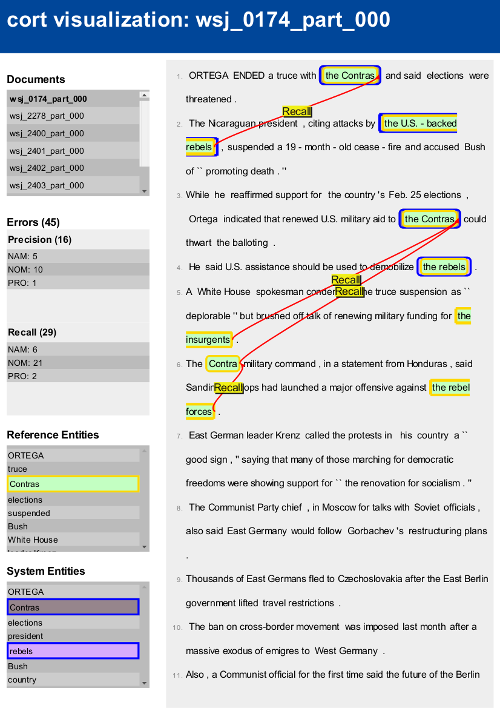 cort visualization: wsj_0174_part_000
Documents
wsj_0174_part_000
wsj_2278_part_000
wsj_2400_part_000
wsj_2401_part_000
wsj_2402_part_000
wsj_2403_part_000
Errors (45)
Precision (16)
NAM: 5
NOM: 10
PRO: 1
Recall (29)
NAM: 6
NOM: 21
PRO: 2
Reference Entities
ORTEGA
truce
Contras
elections
suspended
Bush
White House
System Entities
ORTEGA
Contras
elections
president
rebels
Bush
country
1. ORTEGA ENDED a truce with the Contras and said elections were
threatened .
Recall
2. The Nicaraguan president , citing attacks by the U.S. - backed
rebels , suspended a 19 - month - old cease - fire and accused Bush
of `` promoting death . ''
3. While he reaffirmed support for the country 's Feb. 25 elections ,
Ortega indicated that renewed U.S. military aid to the Contras could
thwart the balloting .
4. He said U.S. assistance should be used to demobilize the rebels .
Recall
5. A White House spokesman conde Recall he truce suspension as ``
deplorable '' but brushed off talk of renewing military funding for the
insurgents .
6. The Contra military command , in a statement from Honduras , said
Sandin Recall ops had launched a major offensive against the rebel
forces .
7. East German leader Krenz called the protests in his country a ``
good sign , '' saying that many of those marching for democratic
freedoms were showing support for `` the renovation for socialism . ''
8. The Communist Party chief , in Moscow for talks with Soviet officials ,
also said East Germany would follow Gorbachev 's restructuring plans
.
9. Thousands of East Germans fled to Czechoslovakia after the East Berlin
government lifted travel restrictions .
10. The ban on cross-border movement was imposed last month after a
massive exodus of emigres to West Germany .
11. Also , a Communist official for the first time said the future of the Berlin